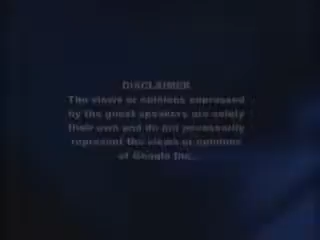 DISCLAIMER
The views or opinions expressed
by the guest speakers are solely
their own and do not necessarily
represent the views or opinions
of Google Inc.